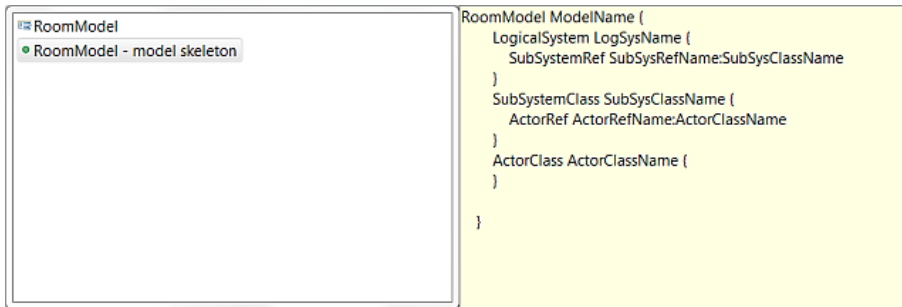 RoomModel
RoomModel - model skeleton
RoomModel ModelName {
LogicalSystem LogSysName {
SubSystemRef SubSysRefName:SubSysClassName
}
SubSystemClass SubSysClassName {
ActorRef ActorRefName:ActorClassName
}
ActorClass ActorClassName {
}
}